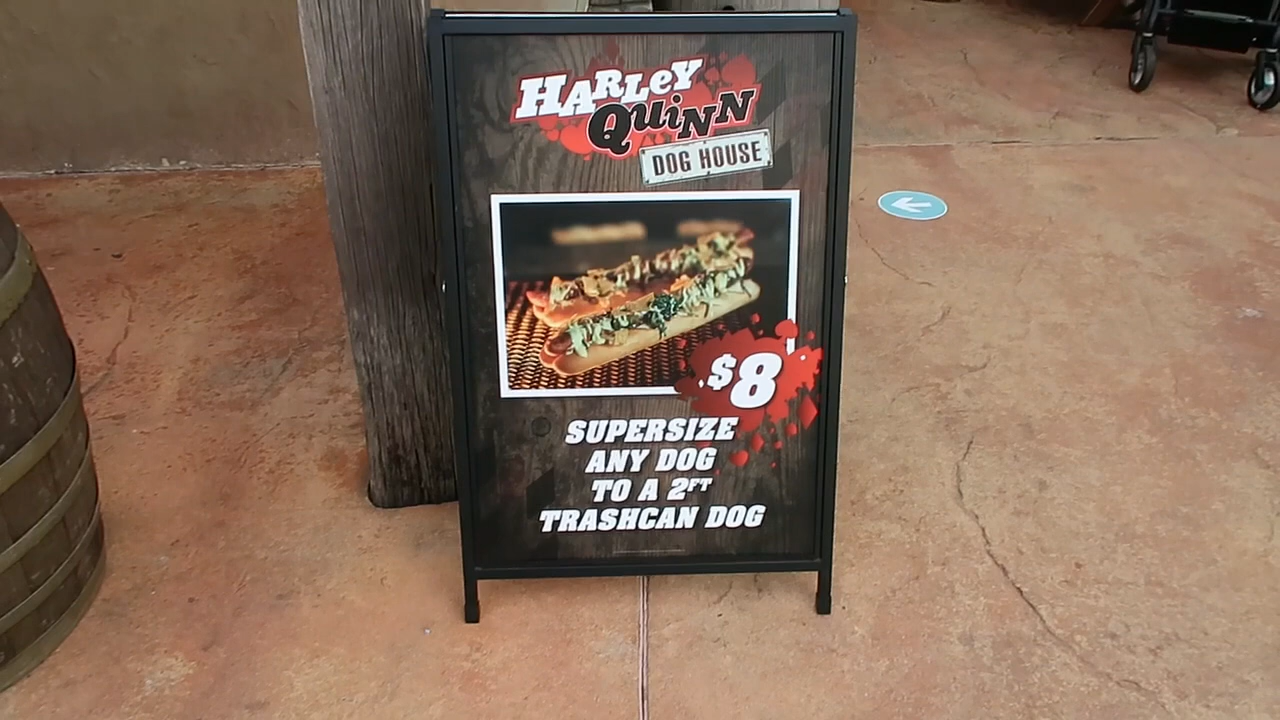 HARLEY
QUINN
DOG HOUSE
$8
SUPERSIZE
ANY DOG
TO A 2FT
TRASHCAN DOG